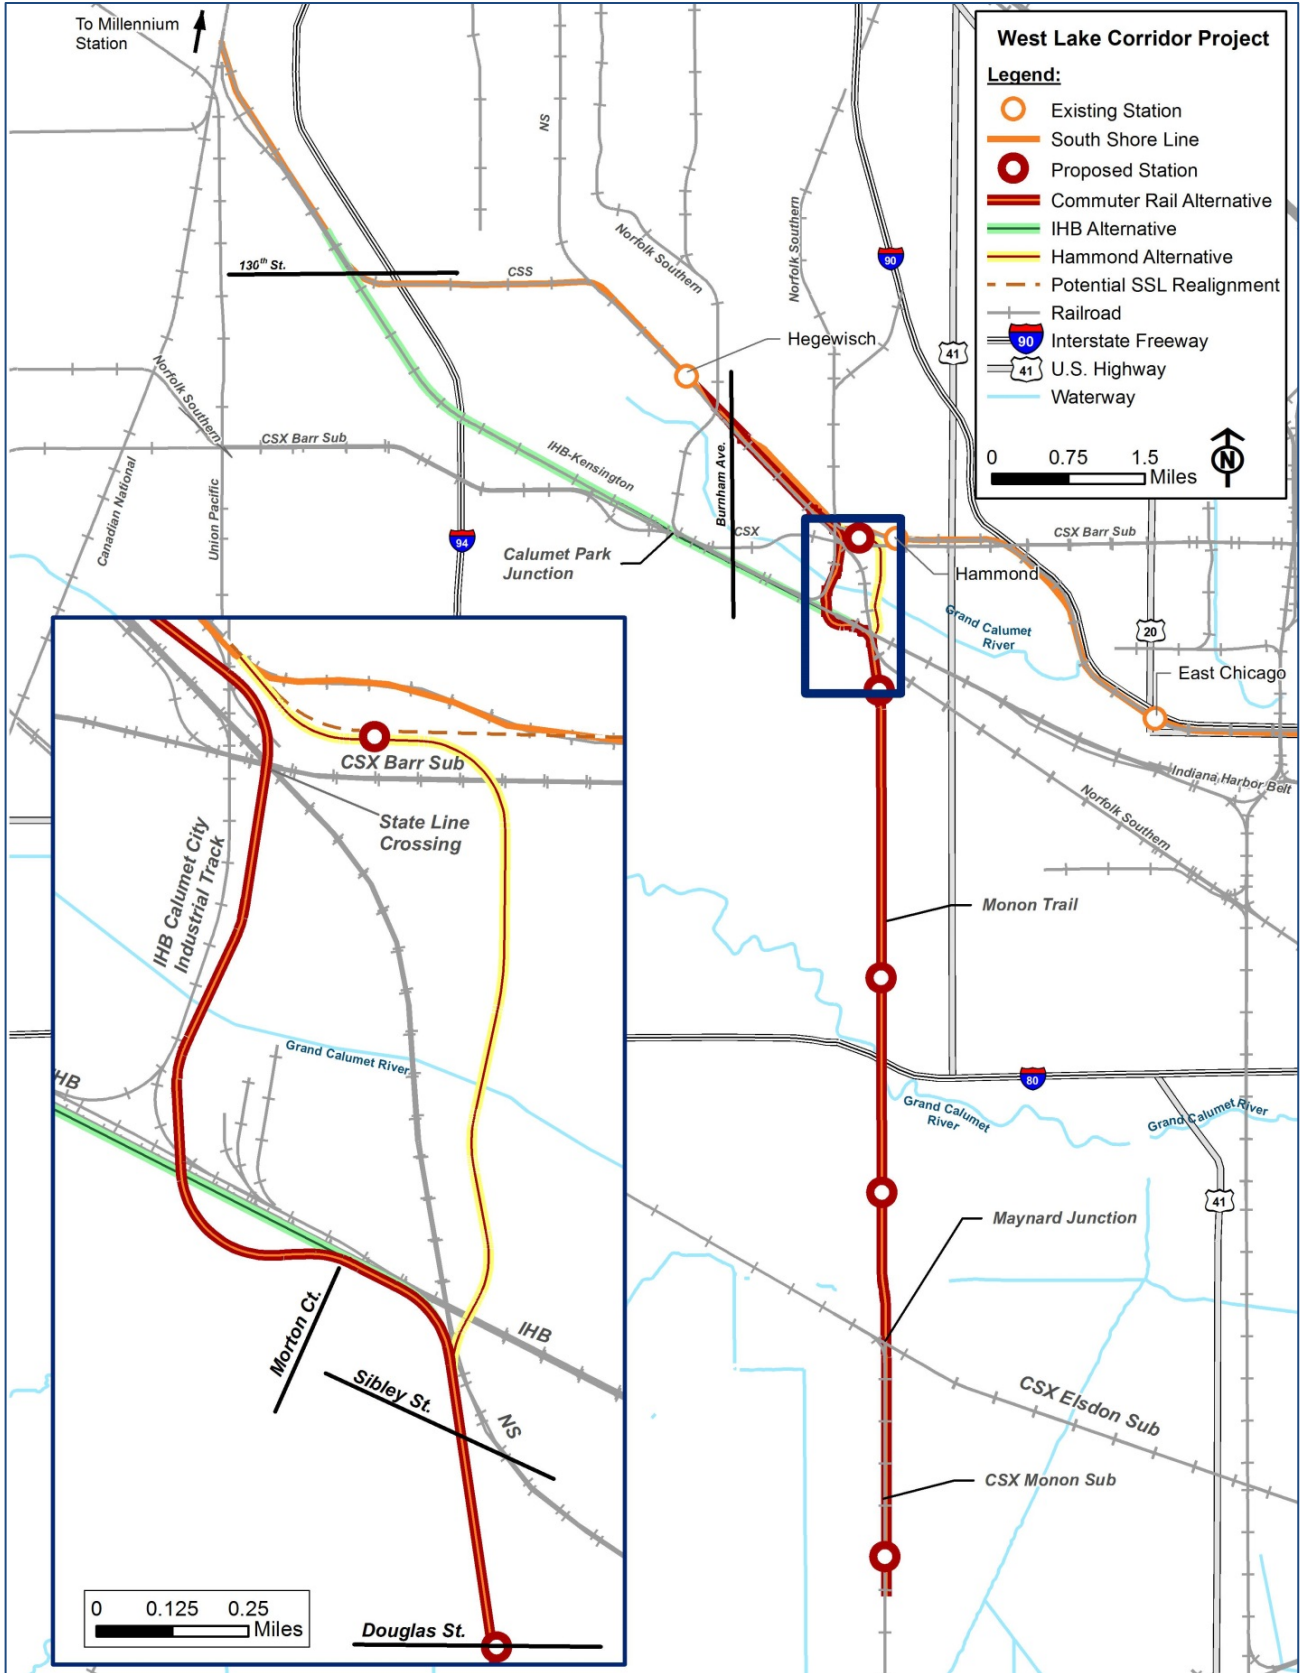 To Millennium
Station
West Lake Corridor Project
Legend:
Existing Station
South Shore Line
Proposed Station
Commuter Rail Alternative
IHB Alternative
Hammond Alternative
Potential SSL Realignment
Railroad
90
Interstate Freeway
41
U.S. Highway
Waterway
0 0.75 1.5
Miles
N
NS
Norfolk Southern
Norfolk Southern
90
41
130th St.
CSS
Hegewisch
Norfolk Southern
CSX Barr Sub
IHB-Kensington
Burnham Ave.
Canadian National
Union Pacific
94
Calumet Park
Junction
CSX
CSX Barr Sub
Hammond
Grand Calumet
River
20
East Chicago
Indiana Harbor Belt
Norfolk Southern
CSX Barr Sub
State Line
Crossing
IHB Calumet City
Industrial Track
Monon Trail
Grand Calumet River
IHB
80
Grand Calumet
River
Grand Calumet River
41
Maynard Junction
Morton Ct.
IHB
Sibley St.
NS
CSX Elsdon Sub
CSX Monon Sub
0 0.125 0.25
Miles
Douglas St.